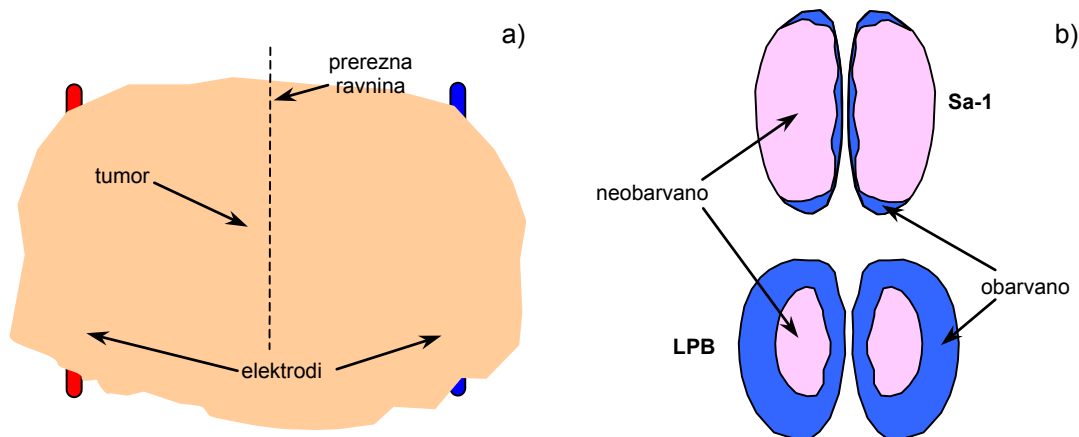 a)
prerezna
ravnina
tumor
elektrodi
b)
Sa-1
neobarvano
obarvano
LPB